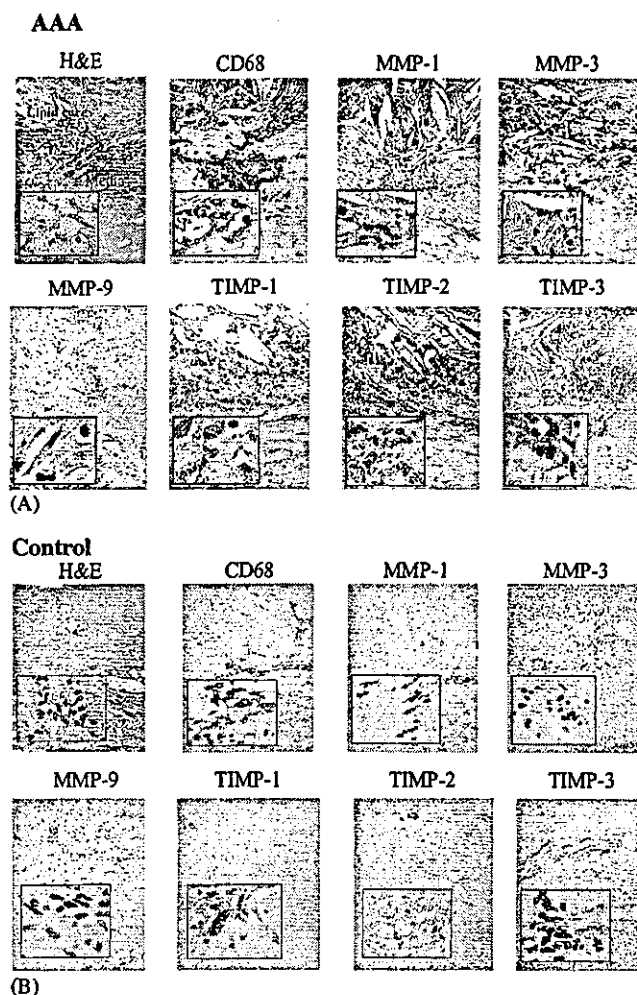 AAA
H&E CD68 MMP-1 MMP-3
Lipid
MMP-9 TIMP-1 TIMP-2 TIMP-3
(A)
Control
H&E CD68 MMP-1 MMP-3
MMP-9 TIMP-1 TIMP-2 TIMP-3
(B)